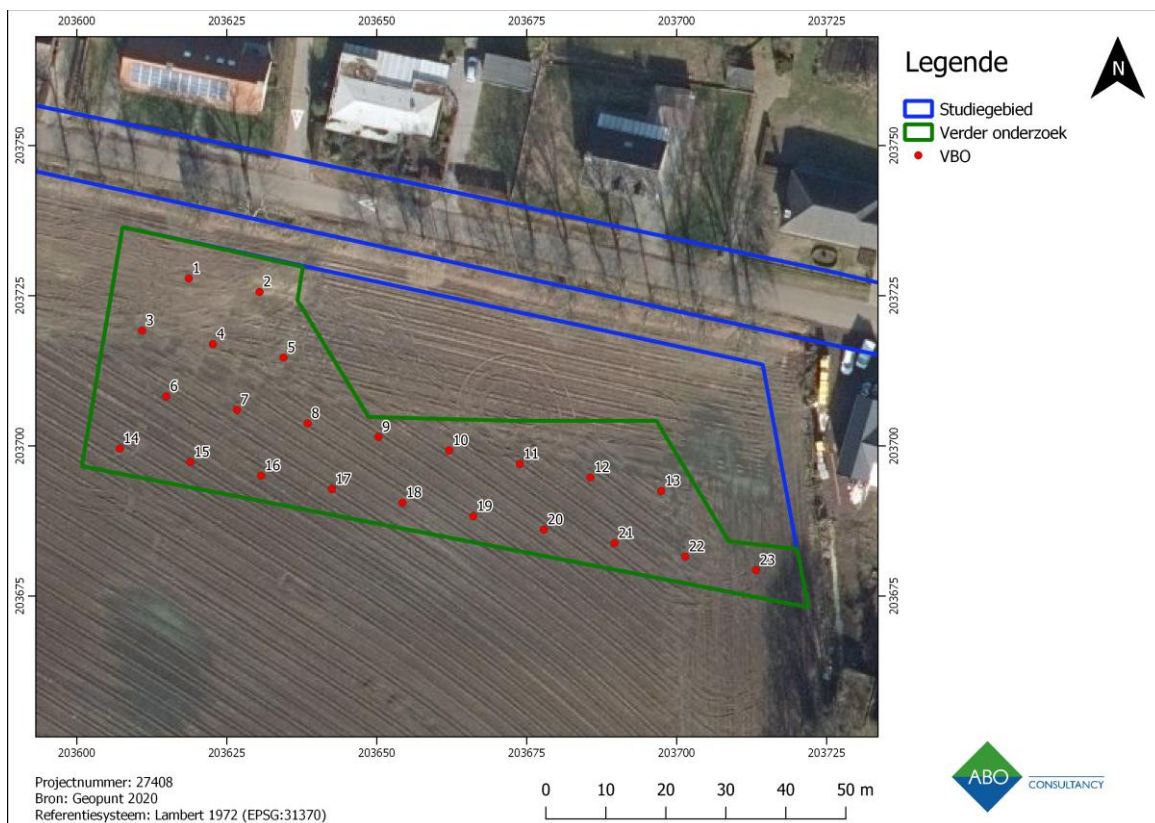 203600 203625 203650 203675 203700 203725
Legende
N
Studiegebied
Verder onderzoek
VBO
203750 203750
203725 203725
203700 203700
203675 203675
1
2
3
4
5
6
7
8
9
10
11
12
13
14
15
16
17
18
19
20
21
22
23
203600 203625 203650 203675 203700 203725
Projectnummer: 27408
Bron: Geopunt 2020
Referentiesysteem: Lambert 1972 (EPSG:31370)
0 10 20 30 40 50 m
ABO
CONSULTANCY